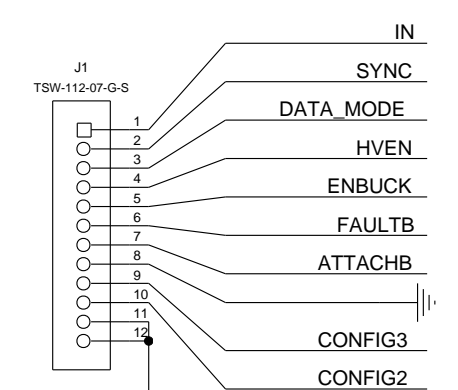 IN
J1
SYNC
TSW-112-07-G-S
DATA_MODE
1
2
HVEN
3
4
ENBUCK
5
6
FAULTB
7
8
ATTACHB
9
10
11
CONFIG3
12
CONFIG2